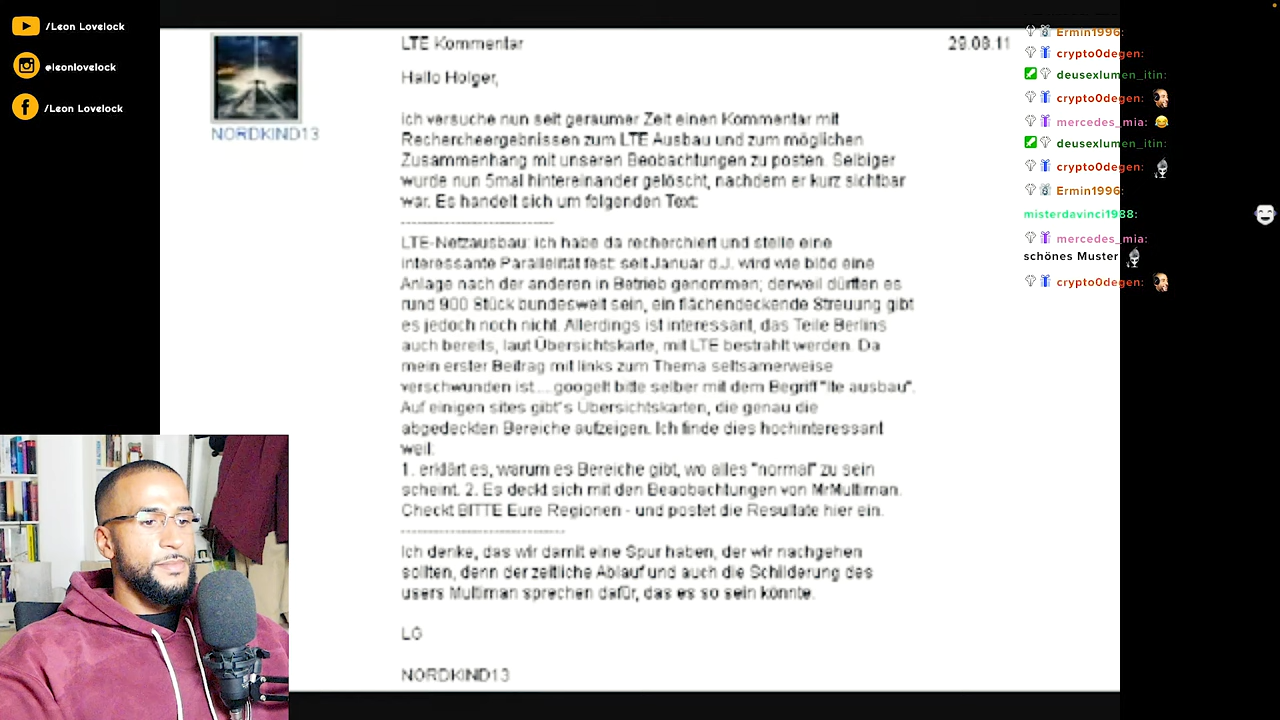 /Leon Lovelock
@leonlovelock
/Leon Lovelock
NORDKIND13
LTE Kommentar
29.08.11
Hallo Holger,
ich versuche nun seit geraumer Zeit einen Kommentar mit
Rechercheergebnissen zum LTE Ausbau und zum möglichen
Zusammenhang mit unseren Beobachtungen zu posten. Selbiger
wurde nun 5mal hintereinander gelöscht, nachdem er kurz sichtbar
war. Es handelt sich um folgenden Text:
------------------------------
LTE-Netzausbau: ich habe da recherchiert und stelle eine
interessante Parallelität fest: seit Januar d.J. wird wie blöd eine
Anlage nach der anderen in Betrieb genommen; derweil dürften es
rund 900 Stück bundesweit sein, ein flächendeckende Streuung gibt
es jedoch noch nicht. Allerdings ist interessant, das Teile Berlins
auch bereits, laut Übersichtskarte, mit LTE bestrahlt werden. Da
mein erster Beitrag mit links zum Thema seltsamerweise
verschwunden ist.... googelt bitte selber mit dem Begriff "lte ausbau".
Auf einigen sites gibt's Übersichtskarten, die genau die
abgedeckten Bereiche aufzeigen. Ich finde dies hochinteressant
weil:
1. erklärt es, warum es Bereiche gibt, wo alles "normal" zu sein
scheint. 2. Es deckt sich mit den Beaobachtungen von MrMultiman.
Checkt BITTE Eure Regionen - und postet die Resultate hier ein.
--------------------------------
Ich denke, das wir damit eine Spur haben, der wir nachgehen
sollten, denn der zeitliche Ablauf und auch die Schilderung des
users Multiman sprechen dafür, das es so sein könnte.
LG
NORDKIND13
Ermin1996:
crypto0degen:
deusexlumen_itin:
crypto0degen:
mercedes_mia:
deusexlumen_itin:
crypto0degen:
Ermin1996:
misterdavinci1988:
mercedes_mia:
schönes Muster
crypto0degen: